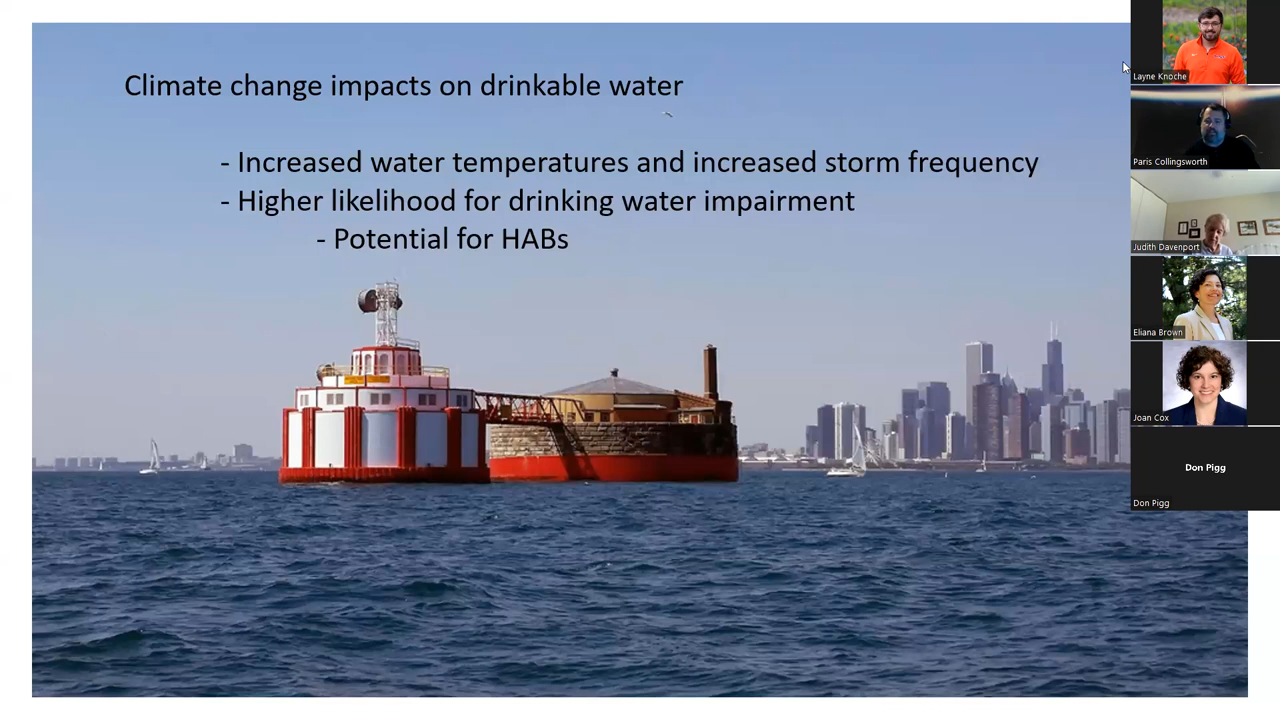 Climate change impacts on drinkable water
- Increased water temperatures and increased storm frequency
- Higher likelihood for drinking water impairment
- Potential for HABs
Layne Knoche
Paris Collingsworth
Judith Davenport
Eliana Brown
Joan Cox
Don Pigg
Don Pigg